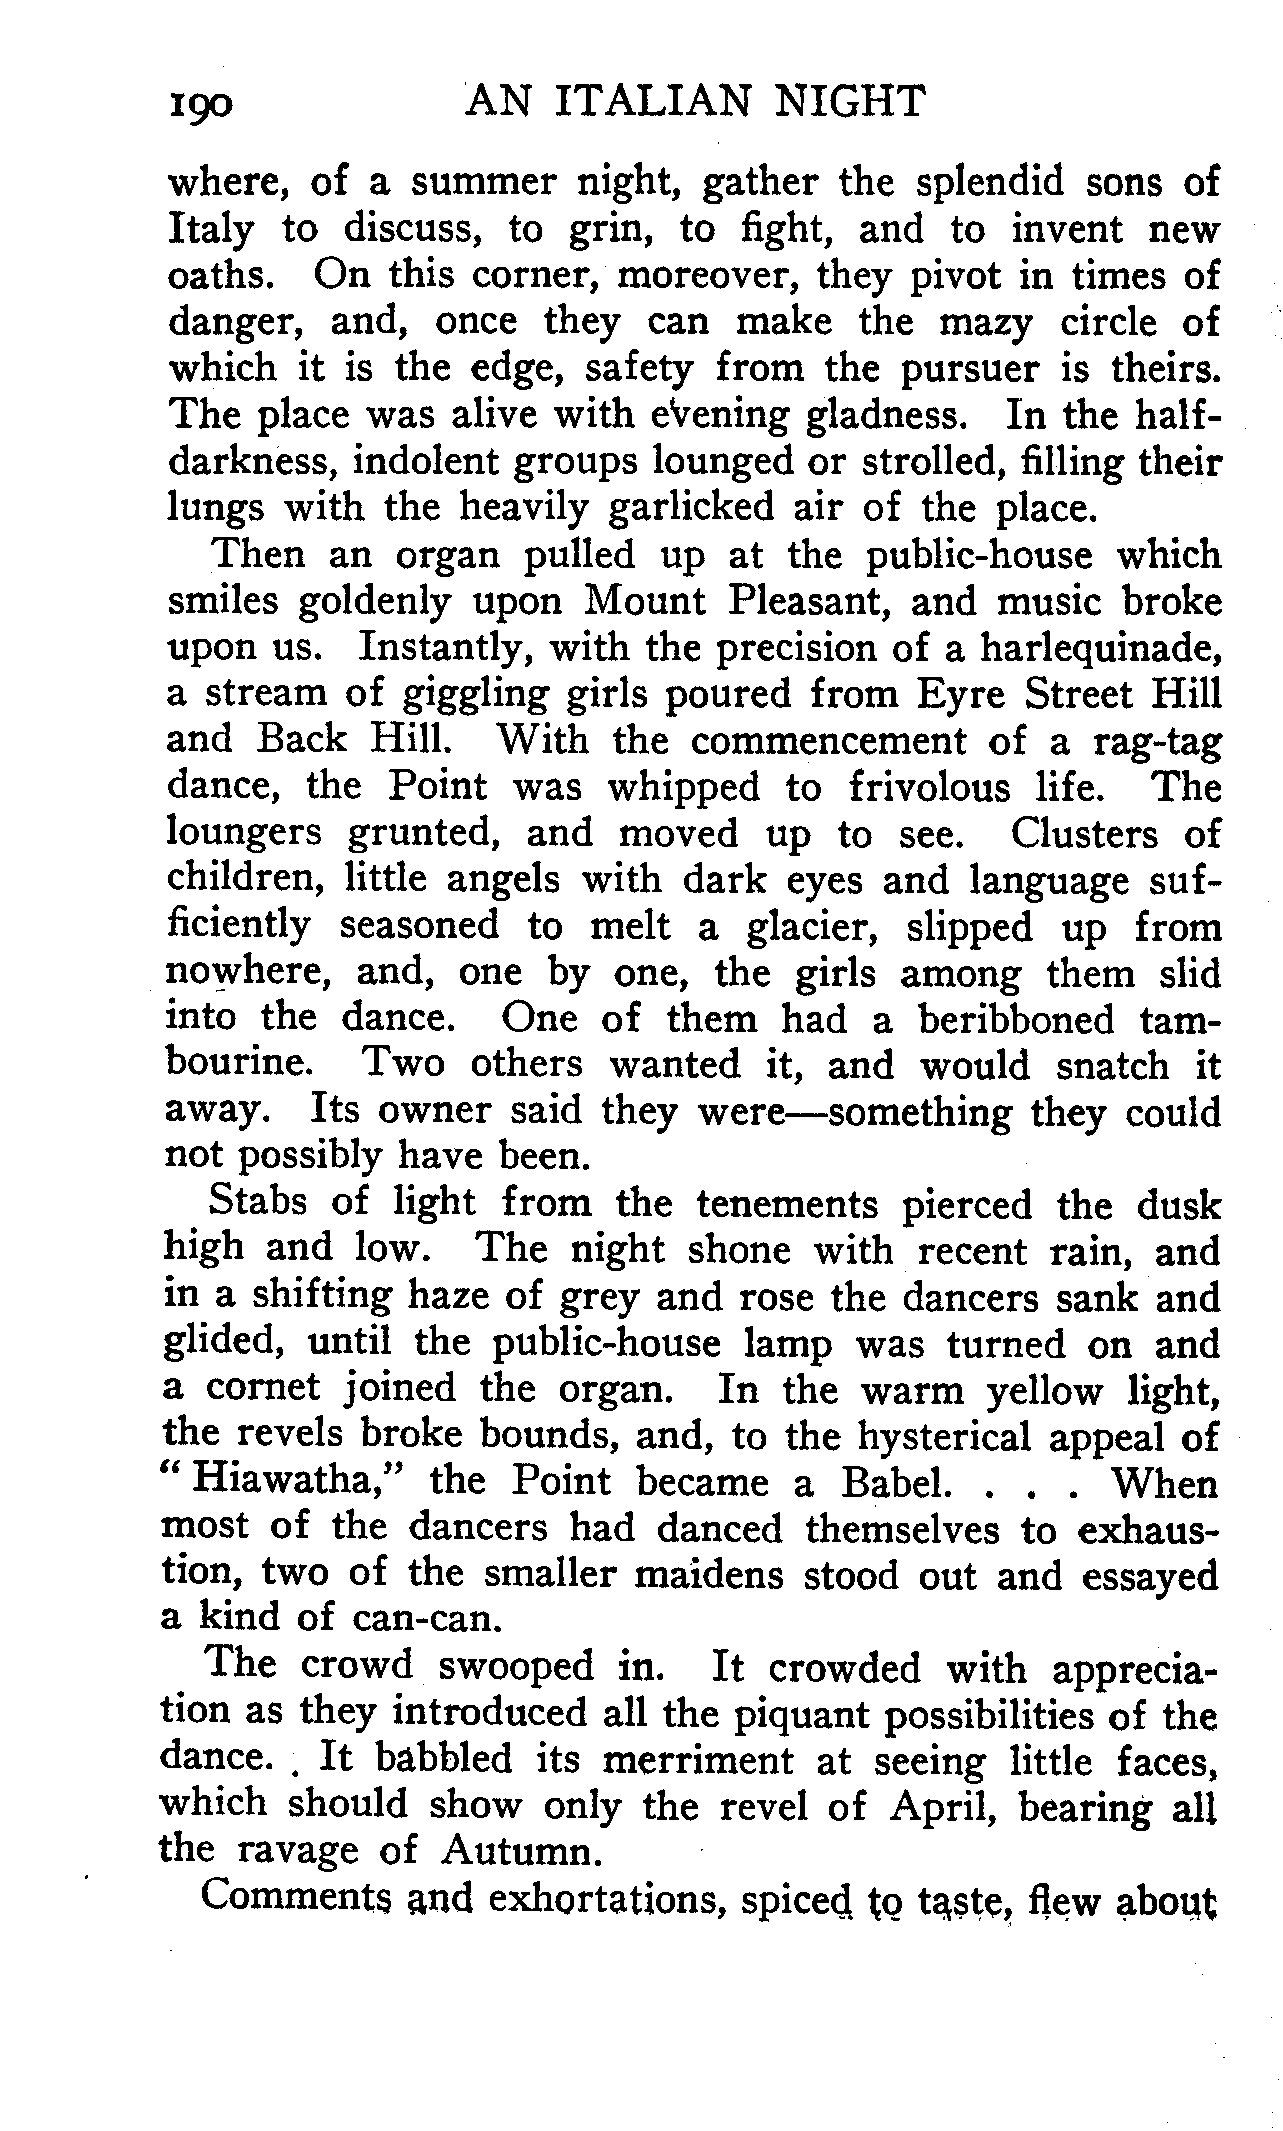 190 AN ITALIAN NIGHT
where, of a summer night, gather the splendid sons of
Italy to discuss, to grin, to fight, and to invent new
oaths. On this corner, moreover, they pivot in times of
danger, and, once they can make the mazy circle of
which it is the edge, safety from the pursuer is theirs.
The place was alive with evening gladness. In the half-
darkness, indolent groups lounged or strolled, filling their
lungs with the heavily garlicked air of the place.
Then an organ pulled up at the public-house which
smiles goldenly upon Mount Pleasant, and music broke
upon us. Instantly, with the precision of a harlequinade,
a stream of giggling girls poured from Eyre Street Hill
and Back Hill. With the commencement of a rag-tag
dance, the Point was whipped to frivolous life. The
loungers grunted, and moved up to see. Clusters of
children, little angels with dark eyes and language suf-
ficiently seasoned to melt a glacier, slipped up from
nowhere, and, one by one, the girls among them slid
into the dance. One of them had a beribboned tam-
bourine. Two others wanted it, and would snatch it
away. Its owner said they were—something they could
not possibly have been.
Stabs of light from the tenements pierced the dusk
high and low. The night shone with recent rain, and
in a shifting haze of grey and rose the dancers sank and
glided, until the public-house lamp was turned on and
a cornet joined the organ. In the warm yellow light,
the revels broke bounds, and, to the hysterical appeal of
“ Hiawatha,” the Point became a Babel. . . . When
most of the dancers had danced themselves to exhaus-
tion, two of the smaller maidens stood out and essayed
a kind of can-can.
The crowd swooped in. It crowded with apprecia-
tion as they introduced all the piquant possibilities of the
dance. It babbled its merriment at seeing little faces,
which should show only the revel of April, bearing all
the ravage of Autumn.
Comments and exhortations, spiced to taste, flew about